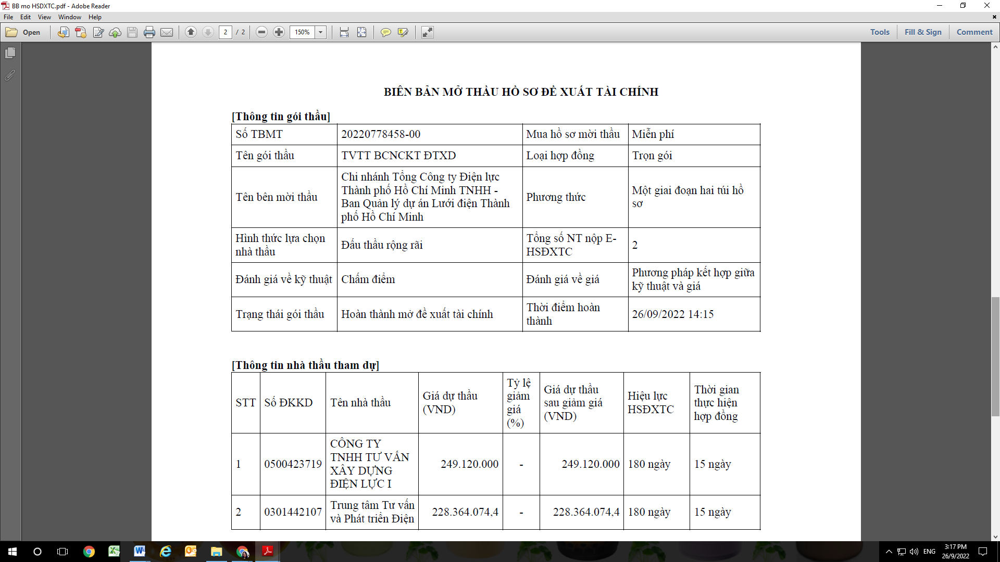 BB mo HSDXTC.pdf - Adobe Reader
File Edit View Window Help
Open 2 / 2 150% Tools Fill & Sign Comment
BIÊN BẢN MỞ THẦU HỒ SƠ ĐỀ XUẤT TÀI CHÍNH
[Thông tin gói thầu]
Số TBMT 20220778458-00 Mua hồ sơ mời thầu Miễn phí
Tên gói thầu TVTT BCNCKT ĐTXD Loại hợp đồng Trọn gói
Tên bên mời thầu
Chi nhánh Tổng Công ty Điện lực
Thành phố Hồ Chí Minh TNHH -
Ban Quản lý dự án Lưới điện Thành
phố Hồ Chí Minh
Phương thức
Một giai đoạn hai túi hồ
sơ
Hình thức lựa chọn
nhà thầu
Đấu thầu rộng rãi
Tổng số NT nộp E-
HSĐXTC
2
Đánh giá về kỹ thuật Chấm điểm Đánh giá về giá
Phương pháp kết hợp giữa
kỹ thuật và giá
Trạng thái gói thầu Hoàn thành mở đề xuất tài chính
Thời điểm hoàn
thành
26/09/2022 14:15
[Thông tin nhà thầu tham dự]
STT Số ĐKKD Tên nhà thầu
Giá dự thầu
(VND)
Tỷ lệ
giảm
giá
(%)
Giá dự thầu
sau giảm giá
(VND)
Hiệu lực
HSĐXTC
Thời gian
thực hiện
hợp đồng
1 0500423719
CÔNG TY
TNHH TƯ VẤN
XÂY DỰNG
ĐIỆN LỰC I
249.120.000 - 249.120.000 180 ngày 15 ngày
2 0301442107
Trung tâm Tư vấn
và Phát triển Điện
228.364.074,4 - 228.364.074,4 180 ngày 15 ngày
ENG
3:17 PM
26/9/2022